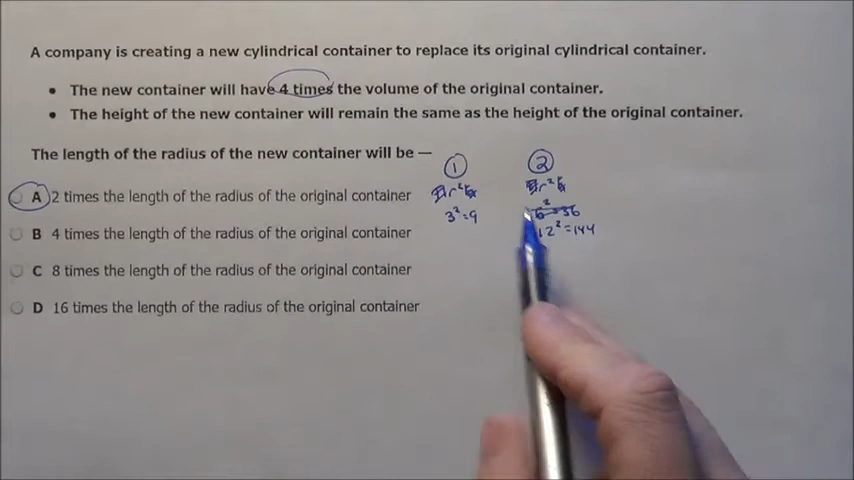 A company is creating a new cylindrical container to replace its original cylindrical container.
• The new container will have 4 times the volume of the original container.
• The height of the new container will remain the same as the height of the original container.
The length of the radius of the new container will be —
1 2
A 2 times the length of the radius of the original container
πr²h πr²h
3²=9 6²=36
12²=144
B 4 times the length of the radius of the original container
C 8 times the length of the radius of the original container
D 16 times the length of the radius of the original container